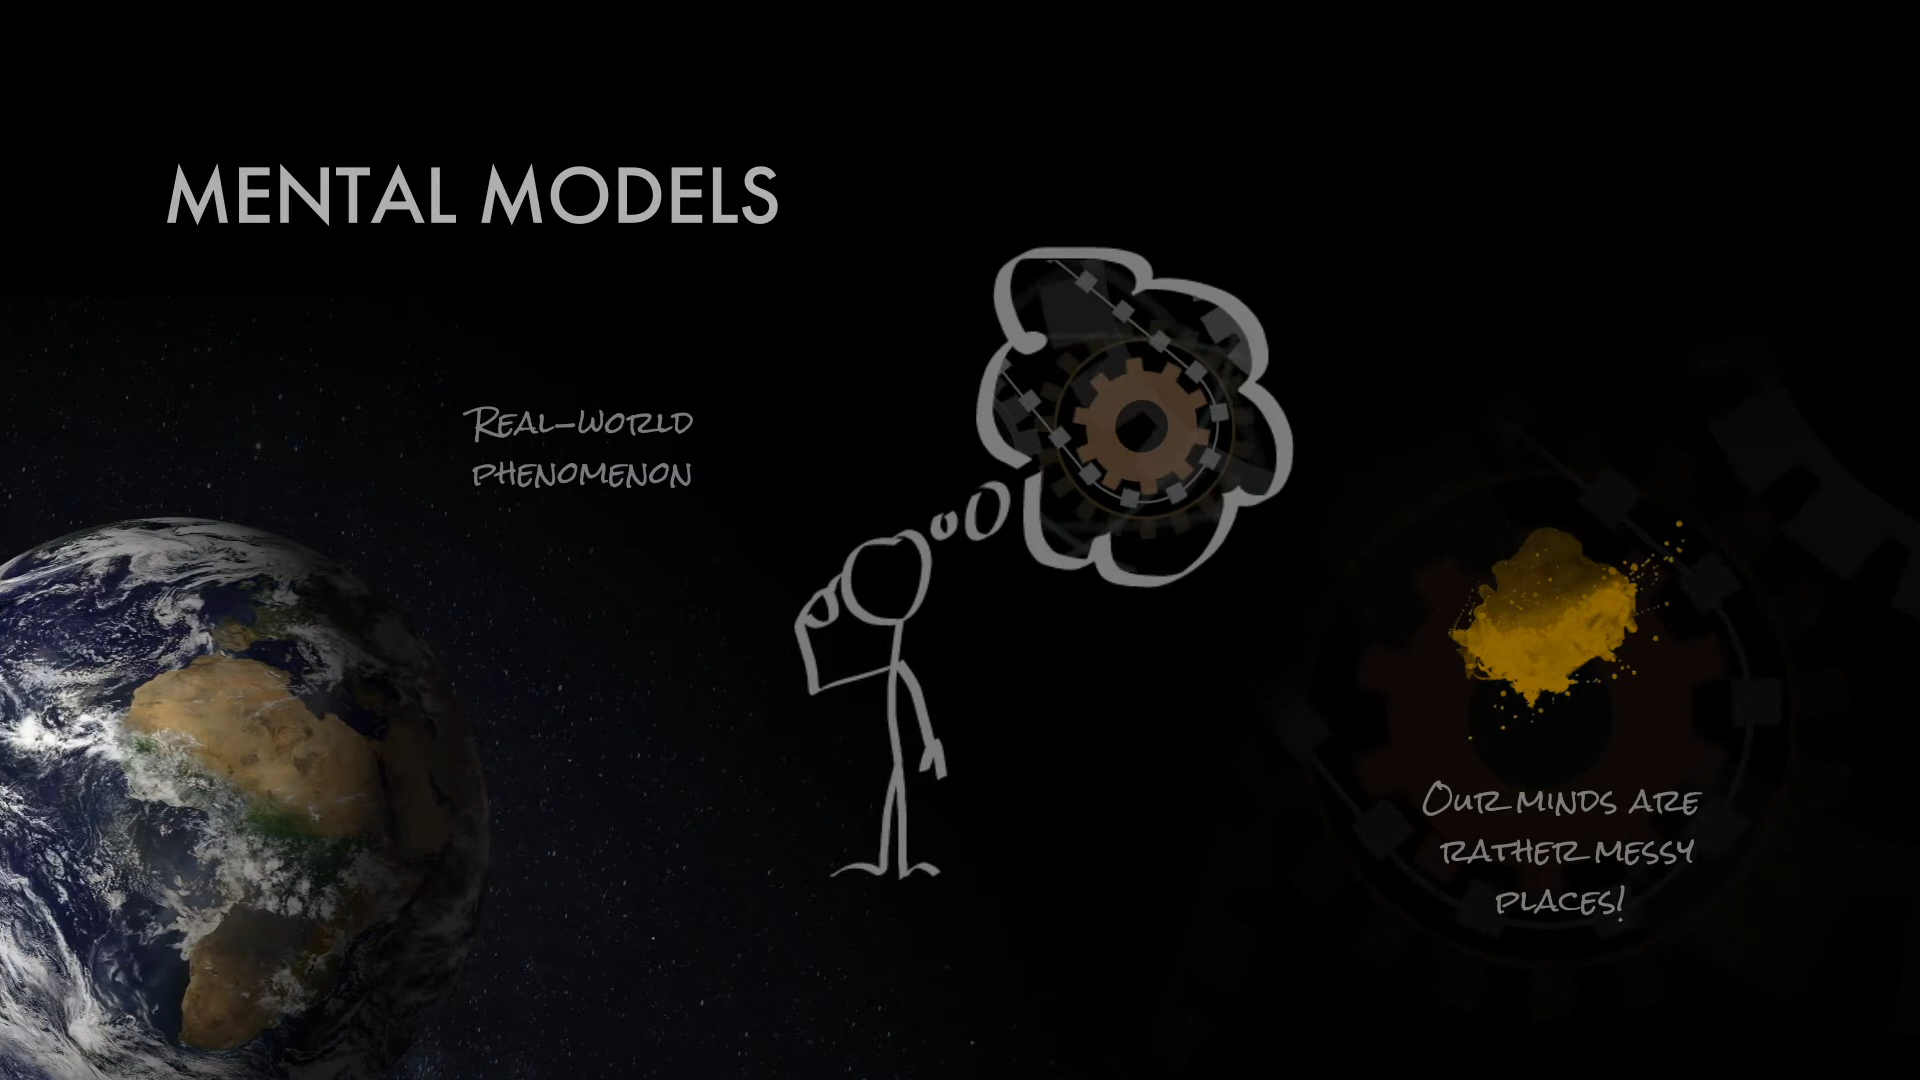 MENTAL MODELS
REAL-WORLD
PHENOMENON
OUR MINDS ARE
RATHER MESSY
PLACES!